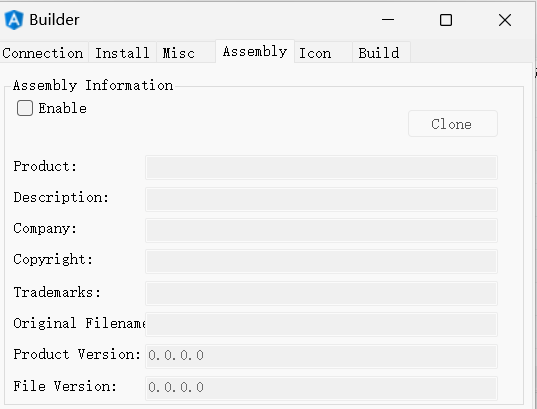 Builder
Connection Install Misc Assembly Icon Build
Assembly Information
Enable
Clone
Product:
Description:
Company:
Copyright:
Trademarks:
Original Filename
Product Version: 0.0.0.0
File Version: 0.0.0.0